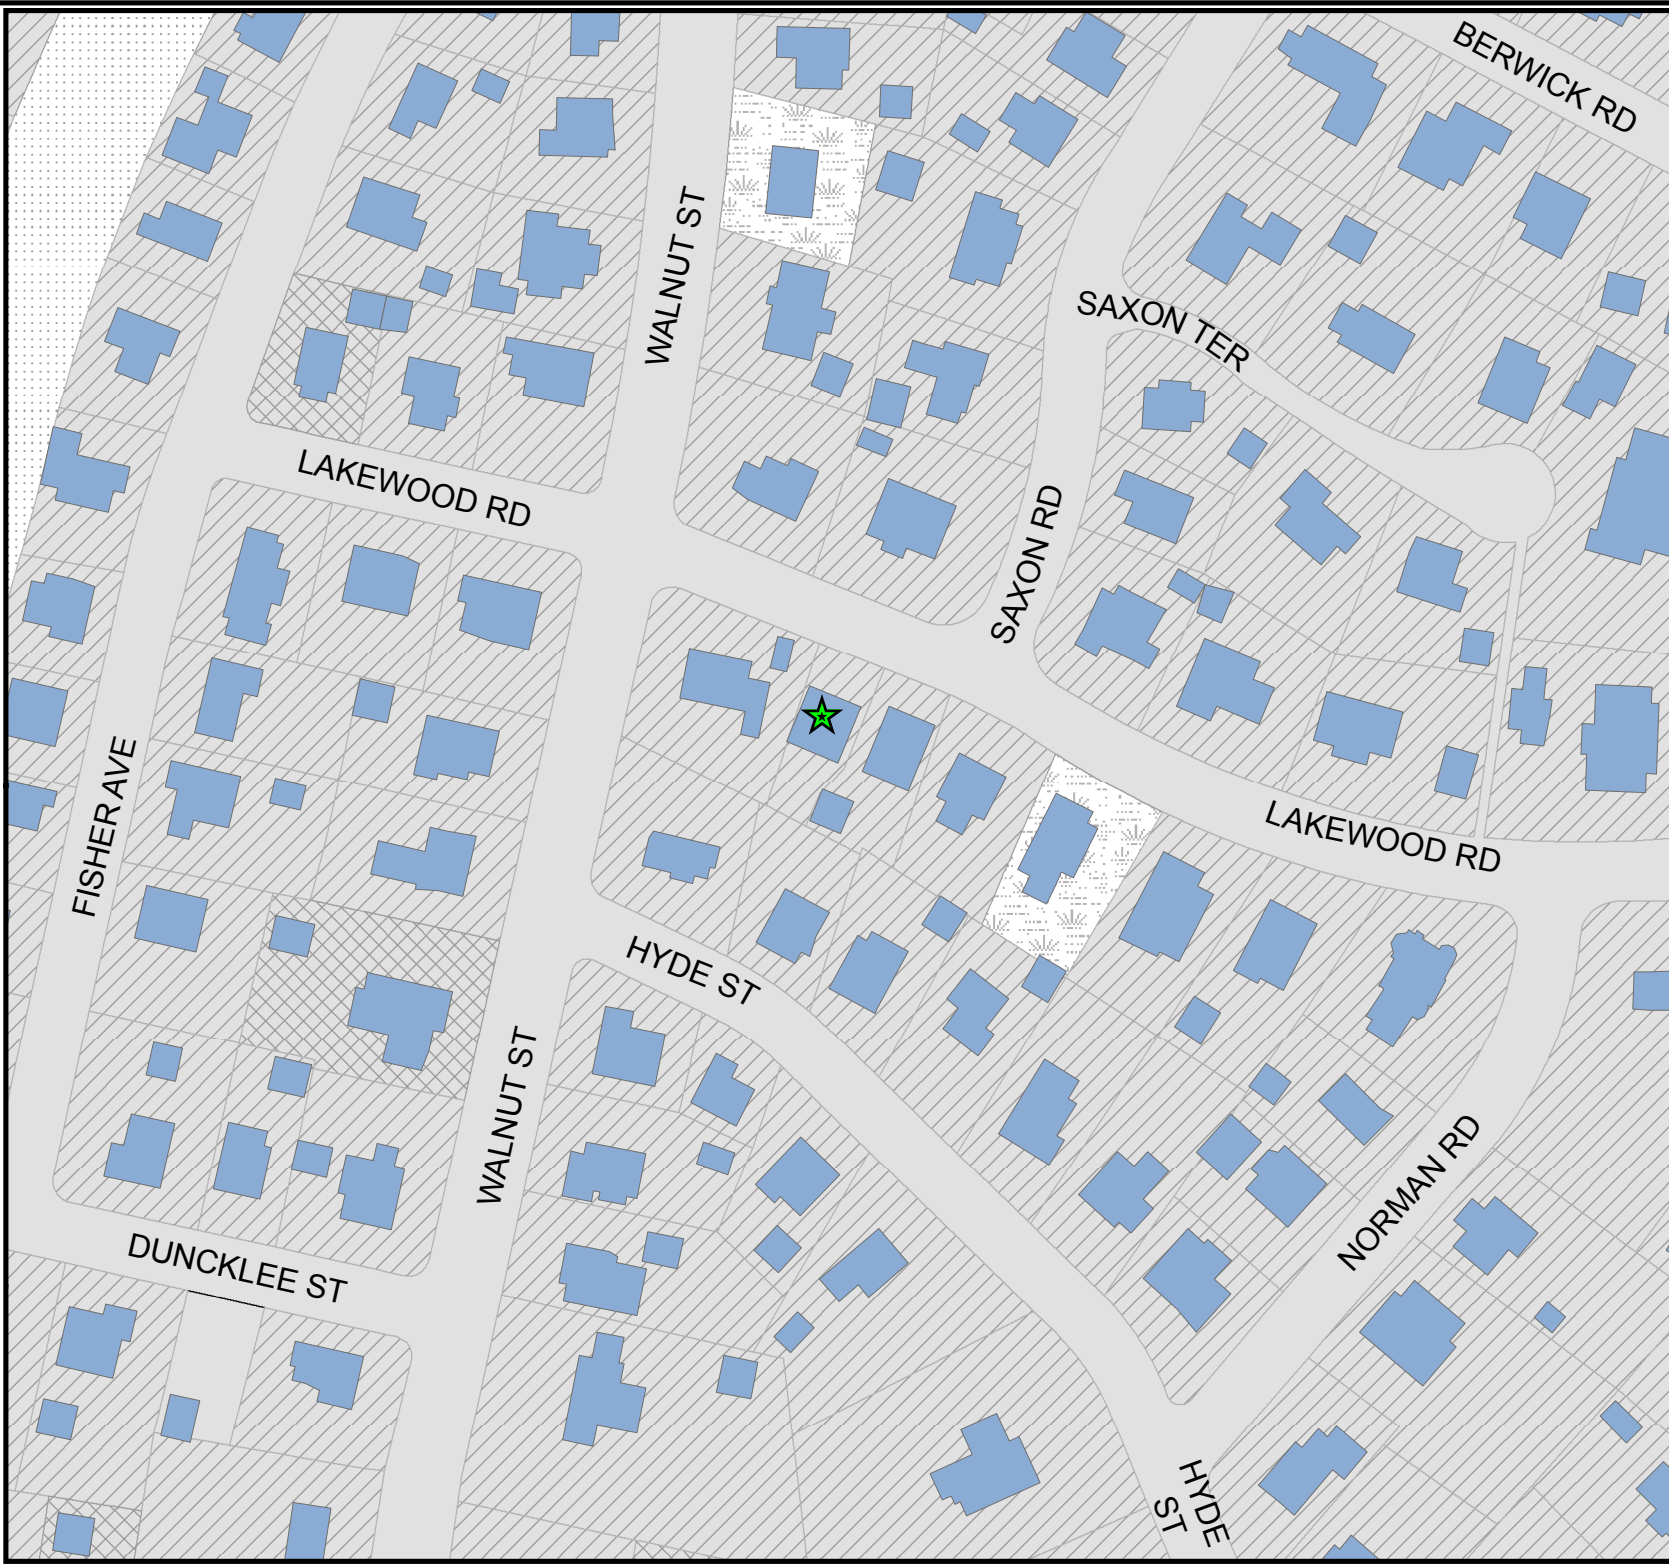 BERWICK RD
WALNUT ST
SAXON TER
LAKEWOOD RD
SAXON RD
FISHER AVE
LAKEWOOD RD
HYDE ST
WALNUT ST
NORMAN RD
DUNCKLEE ST
HYDE
ST